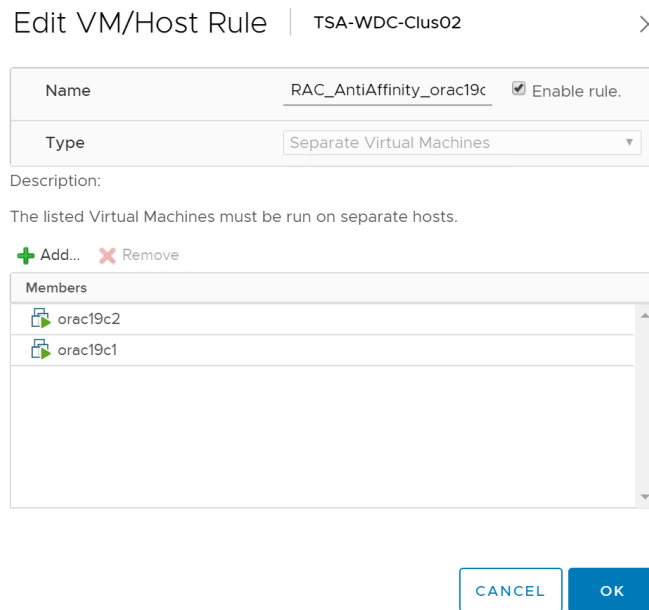 Edit VM/Host Rule TSA-WDC-Clus02
Name RAC_AntiAffinity_orac19c Enable rule.
Type Separate Virtual Machines
Description:
The listed Virtual Machines must be run on separate hosts.
Add... Remove
Members
orac19c2
orac19c1
CANCEL OK